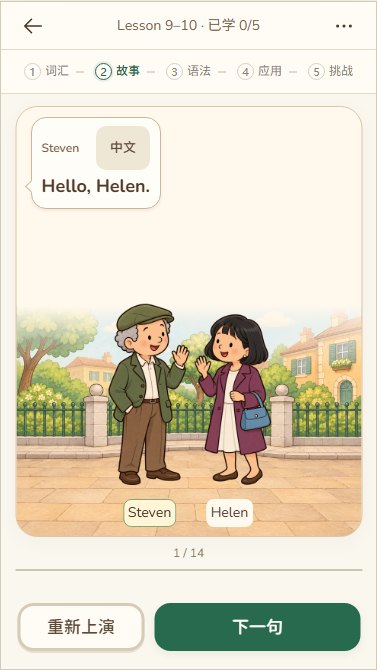 Lesson 9–10 · 已学 0/5
1 词汇 – 2 故事 – 3 语法 – 4 应用 – 5 挑战
Steven 中文
Hello, Helen.
Steven Helen
1 / 14
重新上演 下一句